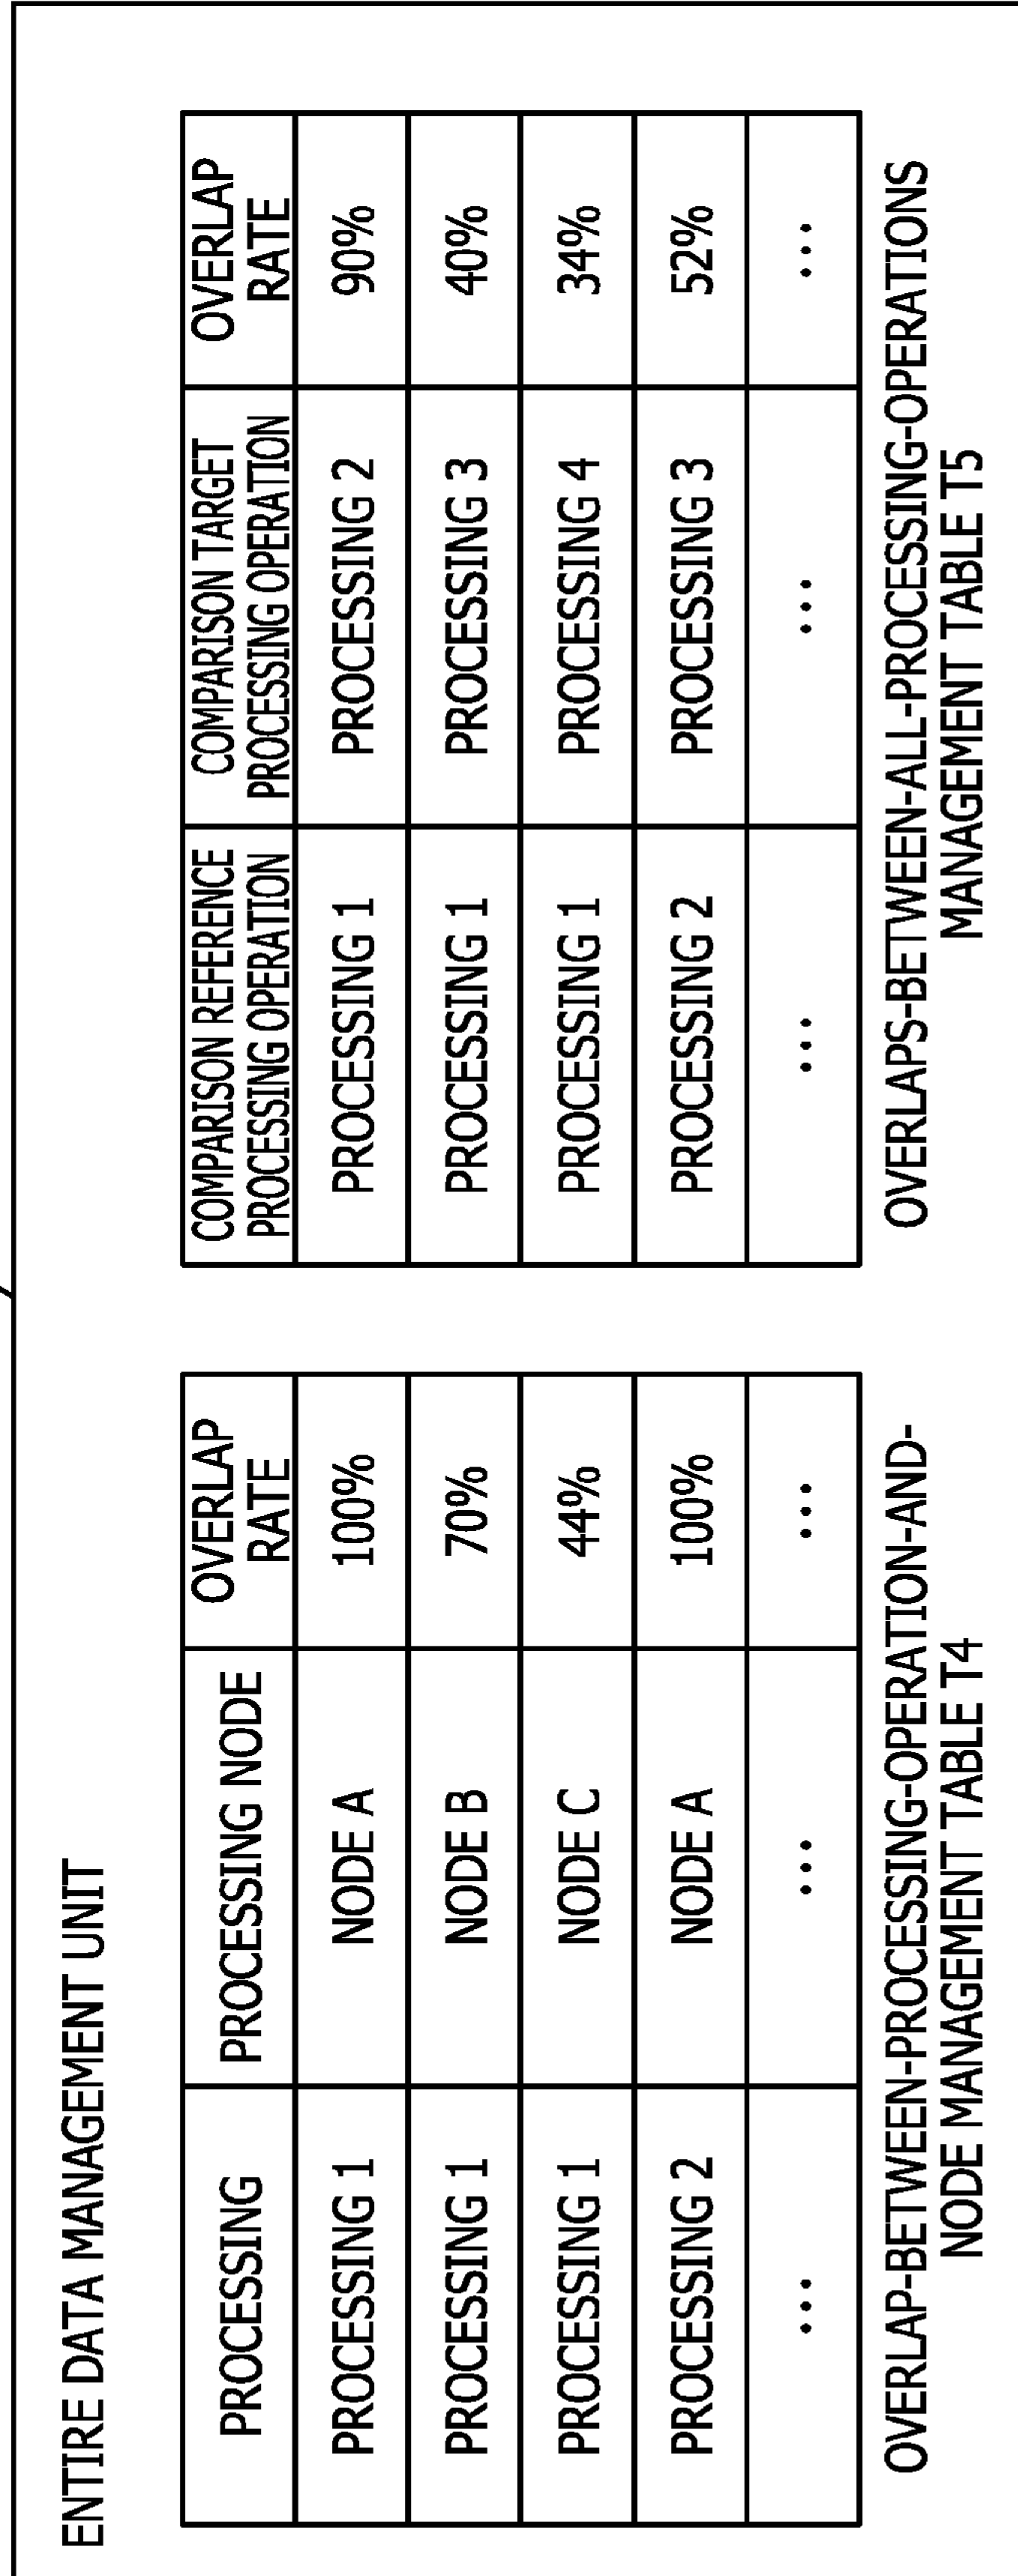 ENTIRE DATA MANAGEMENT UNIT
PROCESSING PROCESSING NODE OVERLAP RATE
PROCESSING 1 NODE A 100%
PROCESSING 1 NODE B 70%
PROCESSING 1 NODE C 44%
PROCESSING 2 NODE A 100%
... ... ...
OVERLAP-BETWEEN-PROCESSING-OPERATION-AND-
NODE MANAGEMENT TABLE T4
COMPARISON REFERENCE PROCESSING OPERATION COMPARISON TARGET PROCESSING OPERATION OVERLAP RATE
PROCESSING 1 PROCESSING 2 90%
PROCESSING 1 PROCESSING 3 40%
PROCESSING 1 PROCESSING 4 34%
PROCESSING 2 PROCESSING 3 52%
... ... ...
OVERLAPS-BETWEEN-ALL-PROCESSING-OPERATIONS
MANAGEMENT TABLE T5